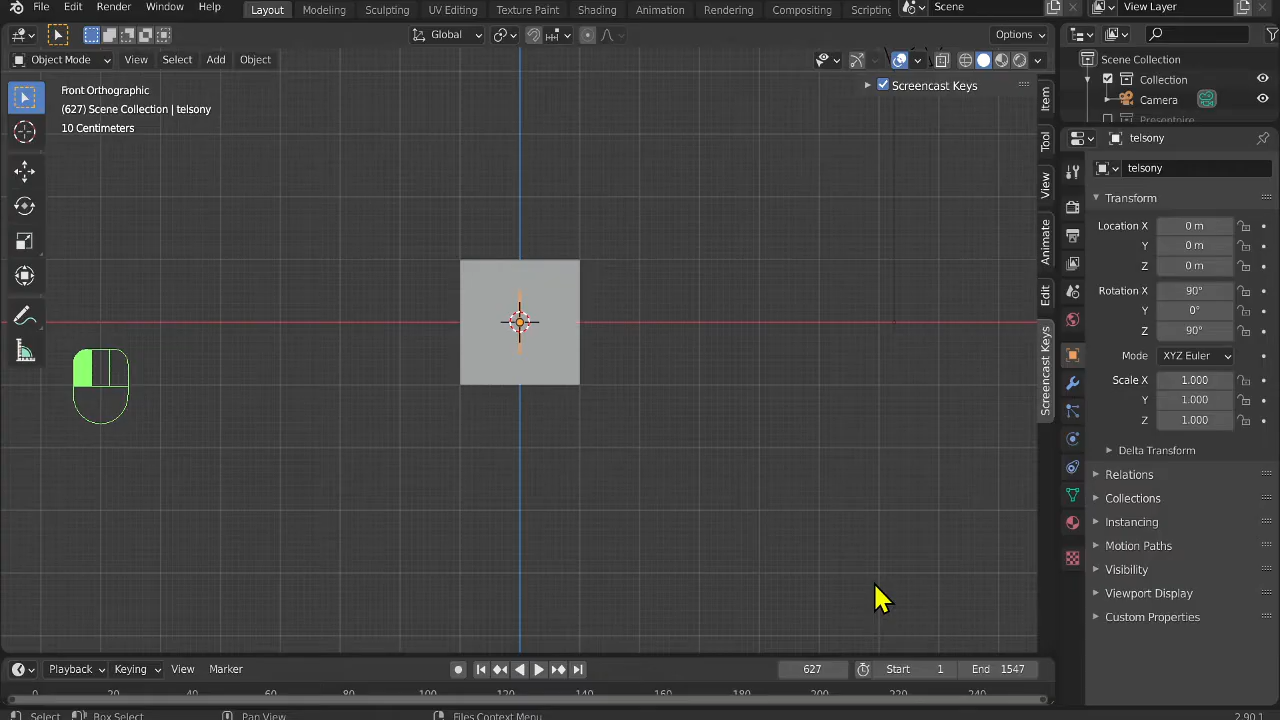 File Edit Render Window Help Layout Modeling Sculpting UV Editing Texture Paint Shading Animation Rendering Compositing Scripting Scene View Layer
Global Options
Object Mode View Select Add Object
Front Orthographic
(627) Scene Collection | telsony
10 Centimeters
Screencast Keys
Item
Tool
View
Animate
Edit
Screencast Keys
Scene Collection
Collection
Camera
Presentoire
telsony
telsony
Transform
Location X 0 m
Y 0 m
Z 0 m
Rotation X 90°
Y 0°
Z 90°
Mode XYZ Euler
Scale X 1.000
Y 1.000
Z 1.000
Delta Transform
Relations
Collections
Instancing
Motion Paths
Visibility
Viewport Display
Custom Properties
Playback Keying View Marker 627 Start 1 End 1547
0 20 40 60 80 100 120 140 160 180 200 220 240
Select Box Select Pan View Files Context Menu 2.90.1